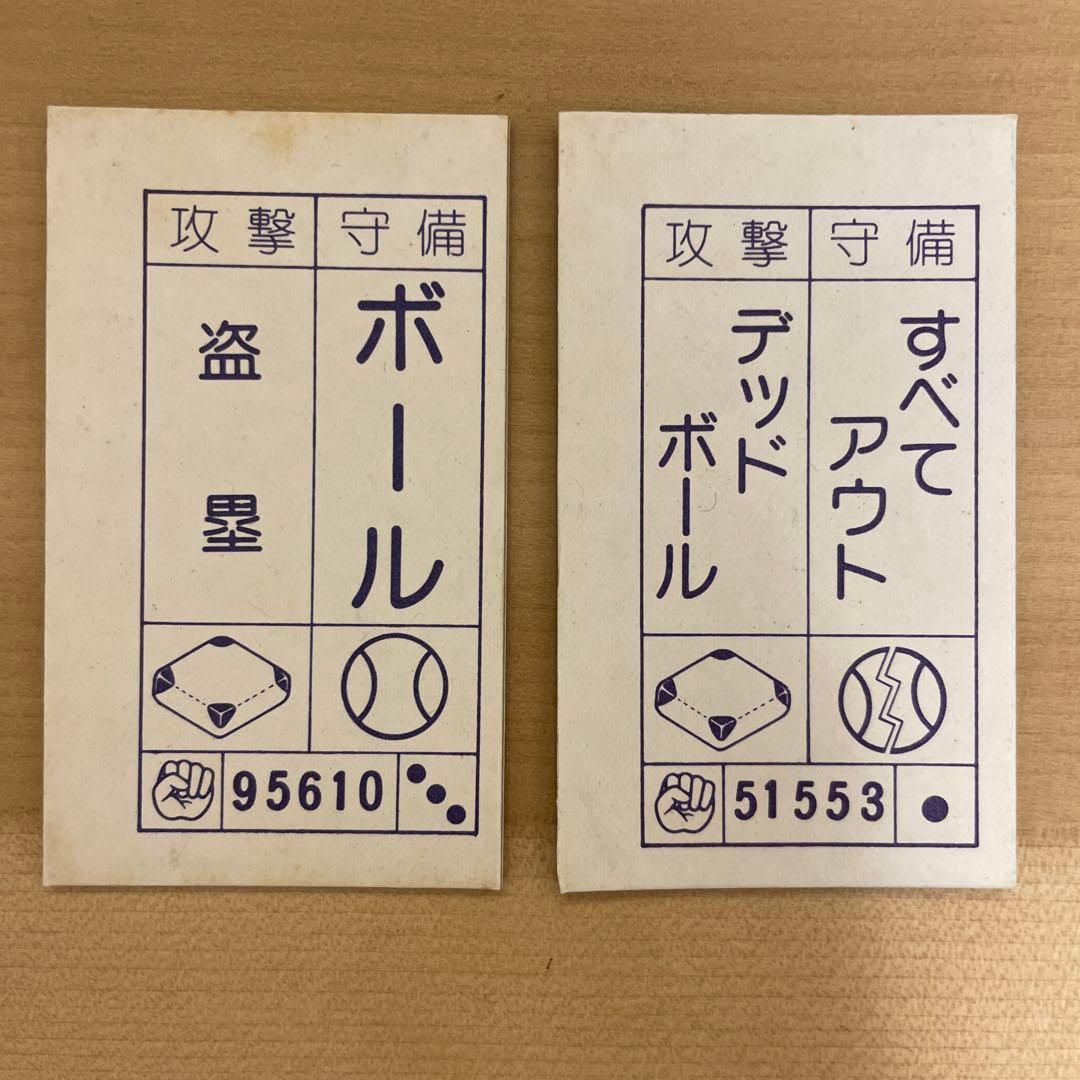 攻撃
守備
盗塁
ボール
95610
攻撃
守備
デッド
ボール
すべて
アウト
51553